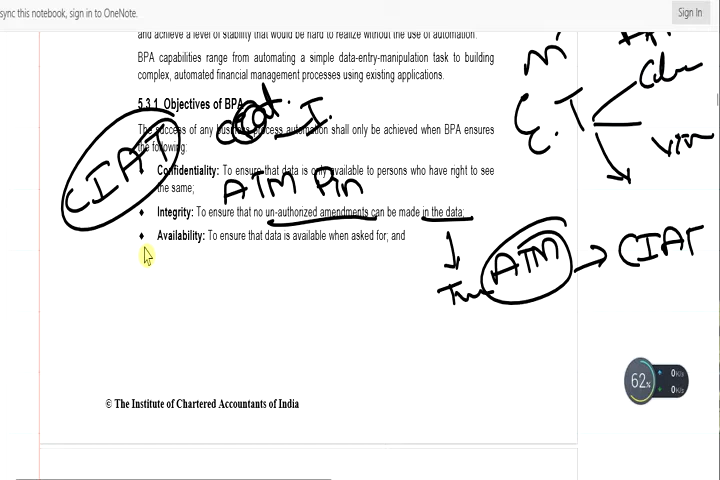 sync this notebook, sign in to OneNote.
Sign In
and achieve a level of stability that would be hard to realize without the use of automation.
BPA capabilities range from automating a simple data-entry-manipulation task to building
complex, automated financial management processes using existing applications.
5.3.1 Objectives of BPA
The success of any business process automation shall only be achieved when BPA ensures
the following:
Confidentiality: To ensure that data is only available to persons who have right to see
the same;
Integrity: To ensure that no un-authorized amendments can be made in the data;
Availability: To ensure that data is available when asked for; and
CIAT
I.
ATM Pin
M
E.T
ATM
CIAT
62%
0K/s
0K/s
© The Institute of Chartered Accountants of India